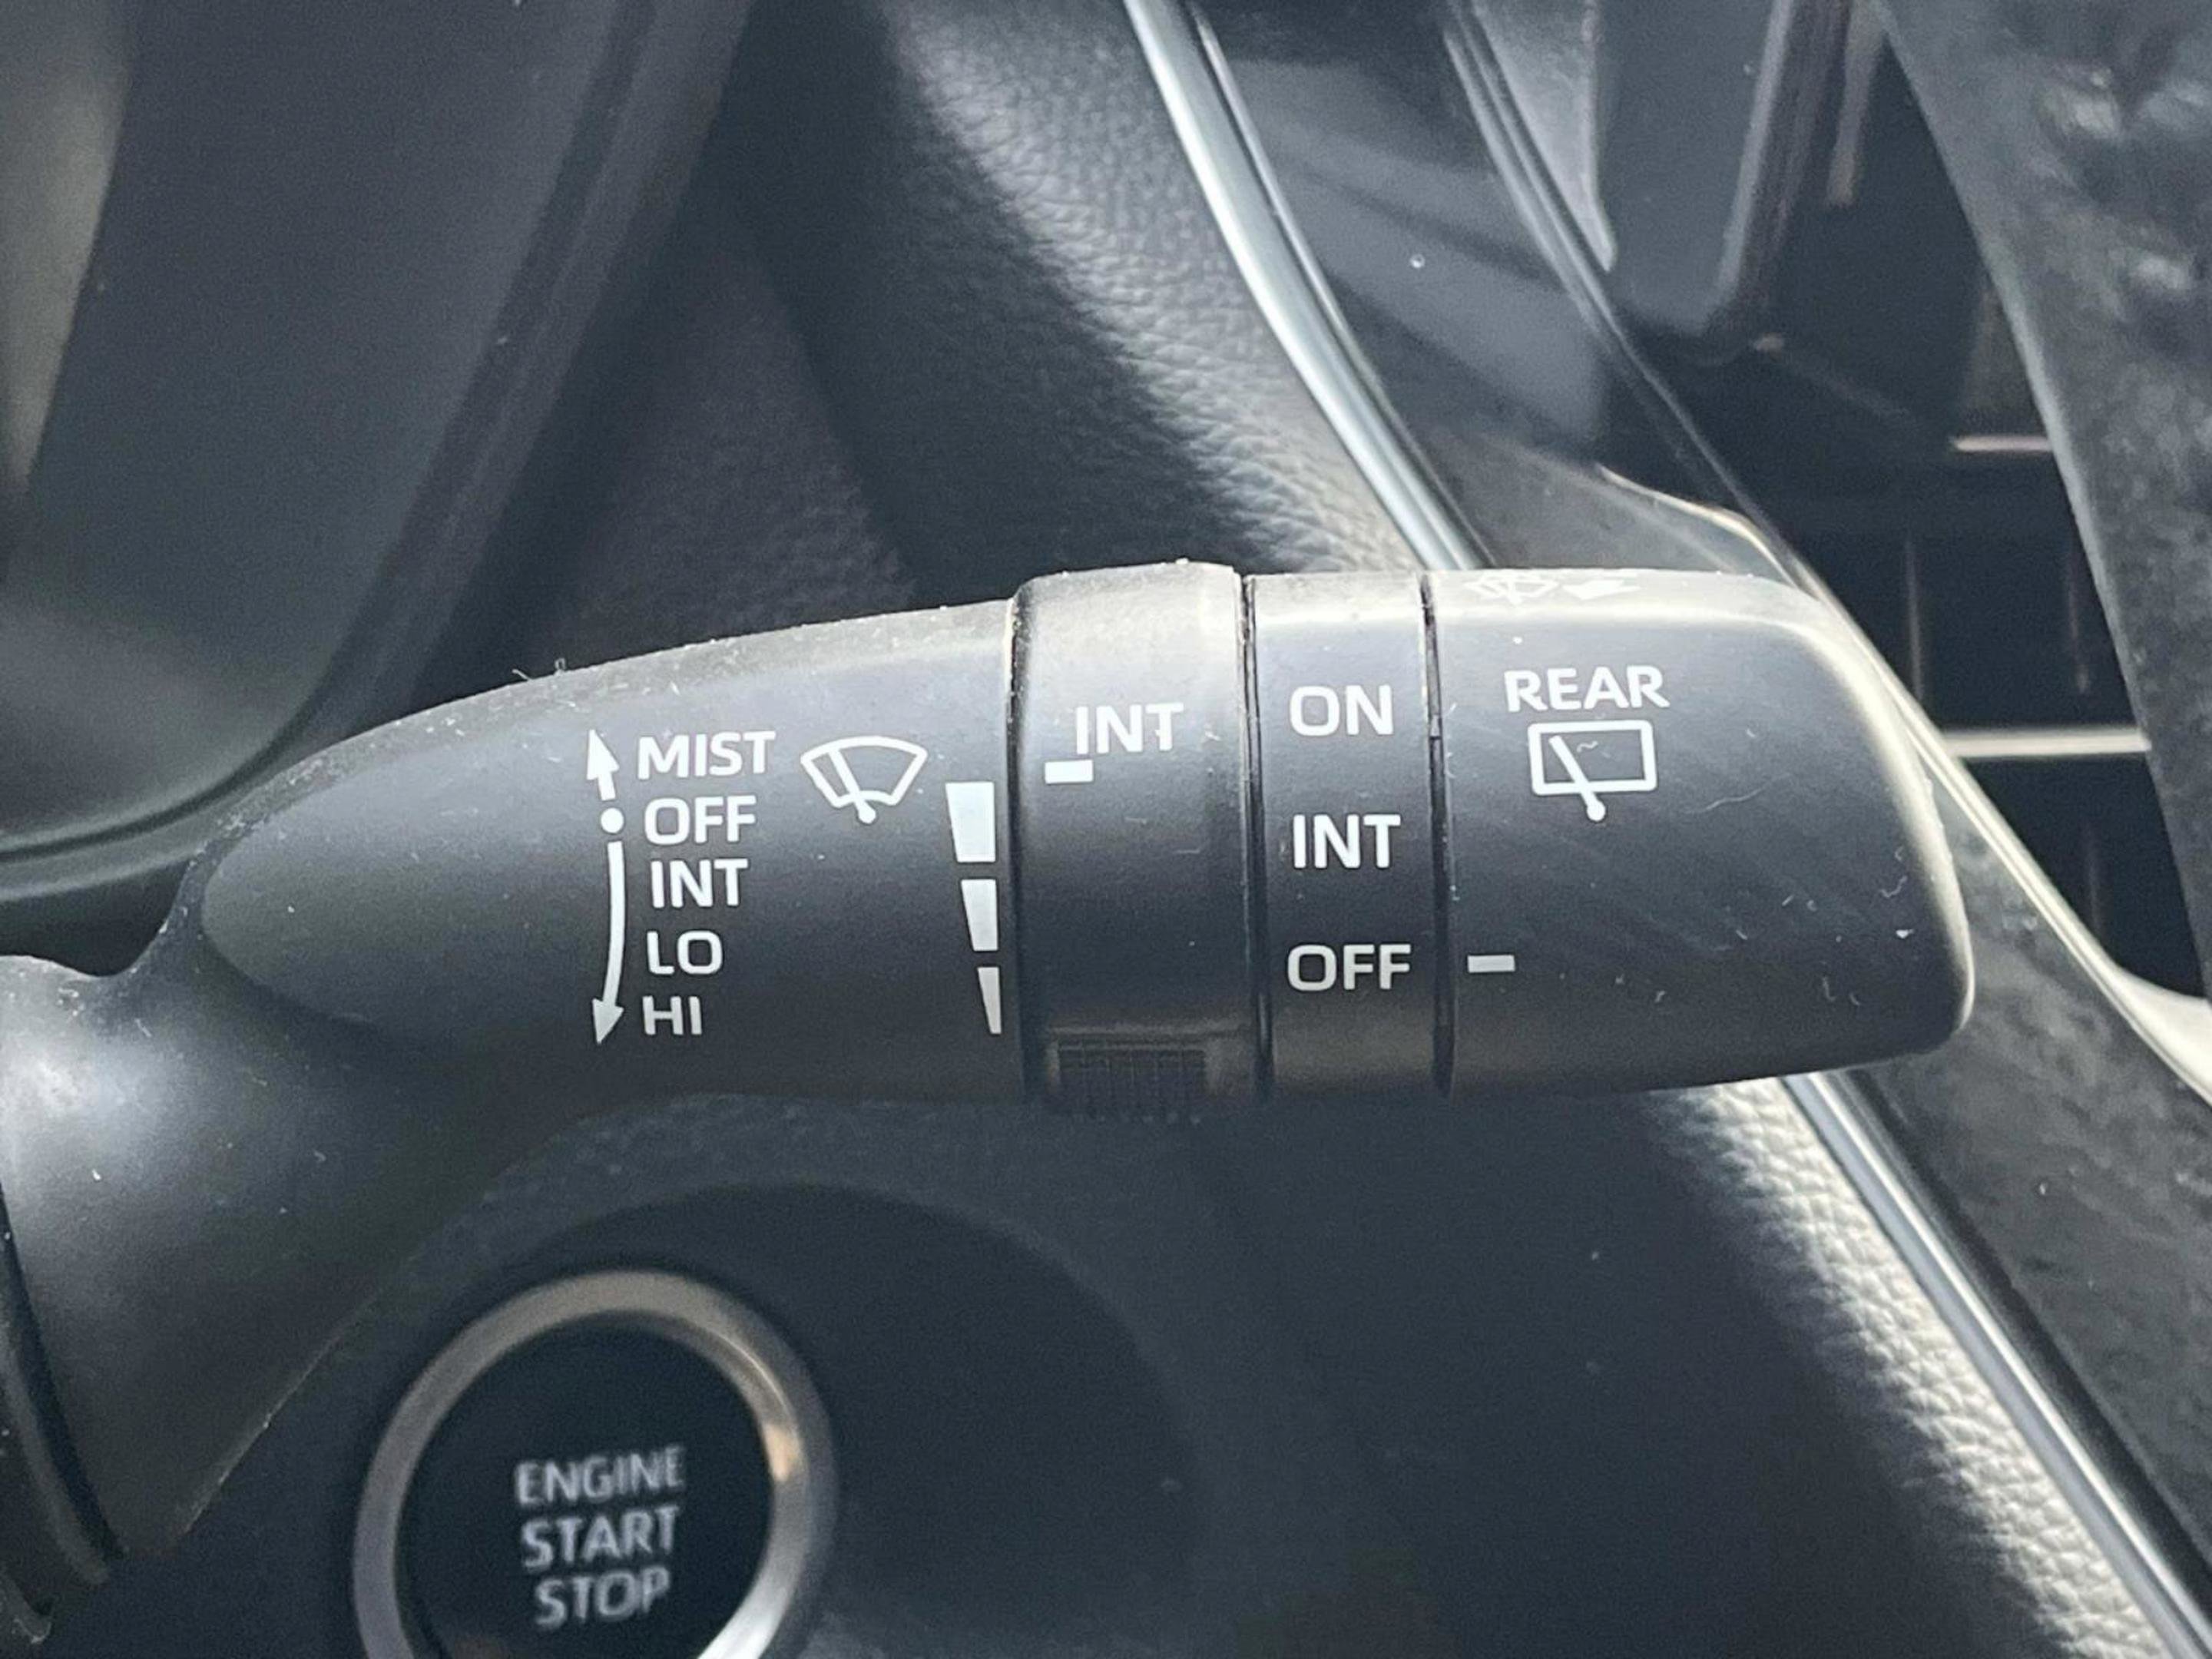 MIST
OFF
INT
LO
HI
INT
ON
INT
OFF
REAR
ENGINE
START
STOP